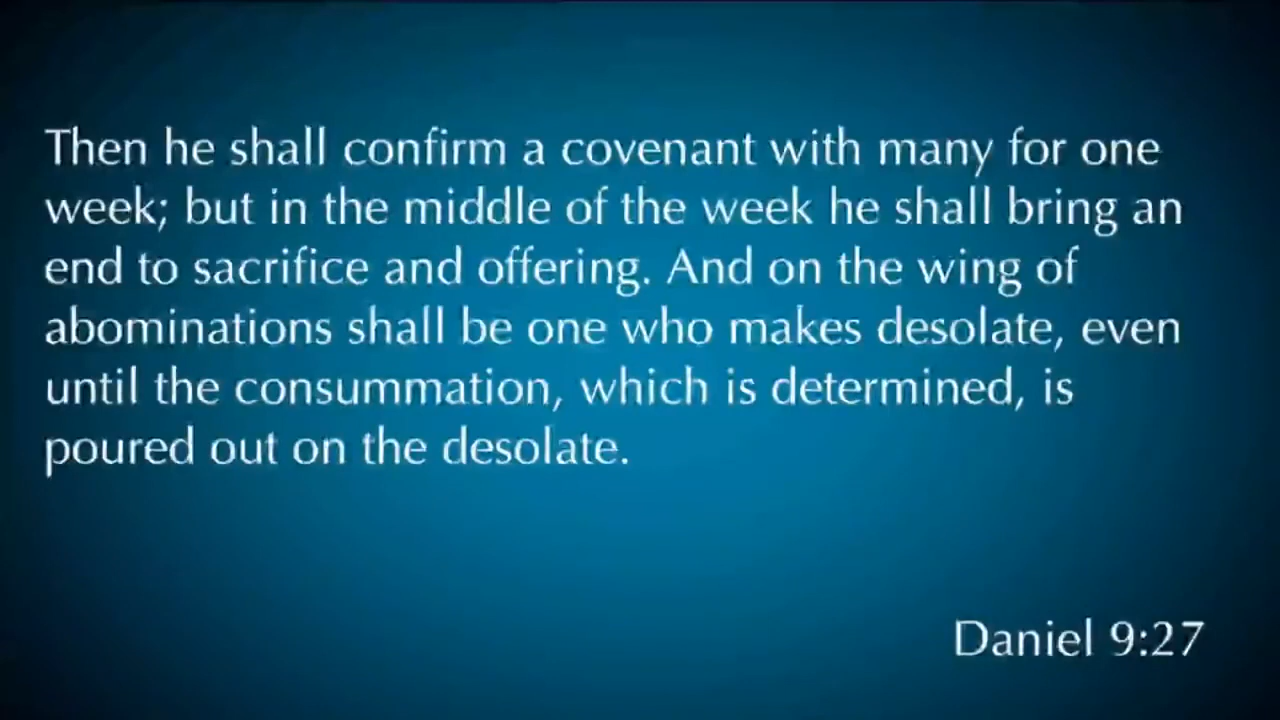 Then he shall confirm a covenant with many for one
week; but in the middle of the week he shall bring an
end to sacrifice and offering. And on the wing of
abominations shall be one who makes desolate, even
until the consummation, which is determined, is
poured out on the desolate.
Daniel 9:27